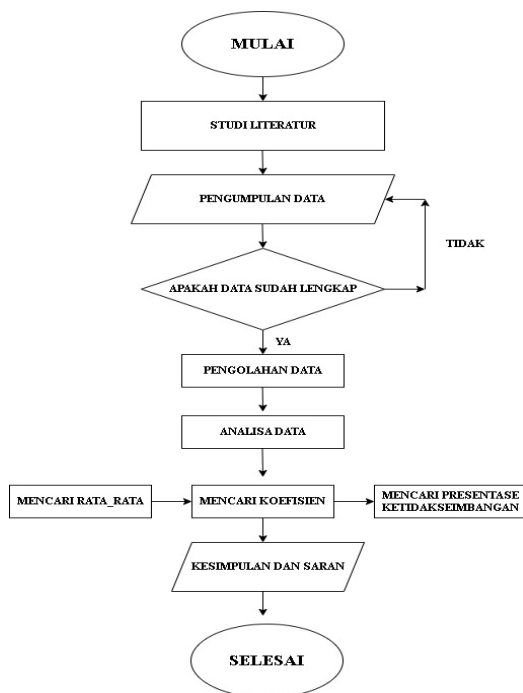 MULAI
STUDI LITERATUR
PENGUMPULAN DATA
TIDAK
APAKAH DATA SUDAH LENGKAP
YA
PENGOLAHAN DATA
ANALISA DATA
MENCARI RATA_RATA
MENCARI KOEFISIEN
MENCARI PRESENTASE
KETIDAKSEIMBANGAN
KESIMPULAN DAN SARAN
SELESAI